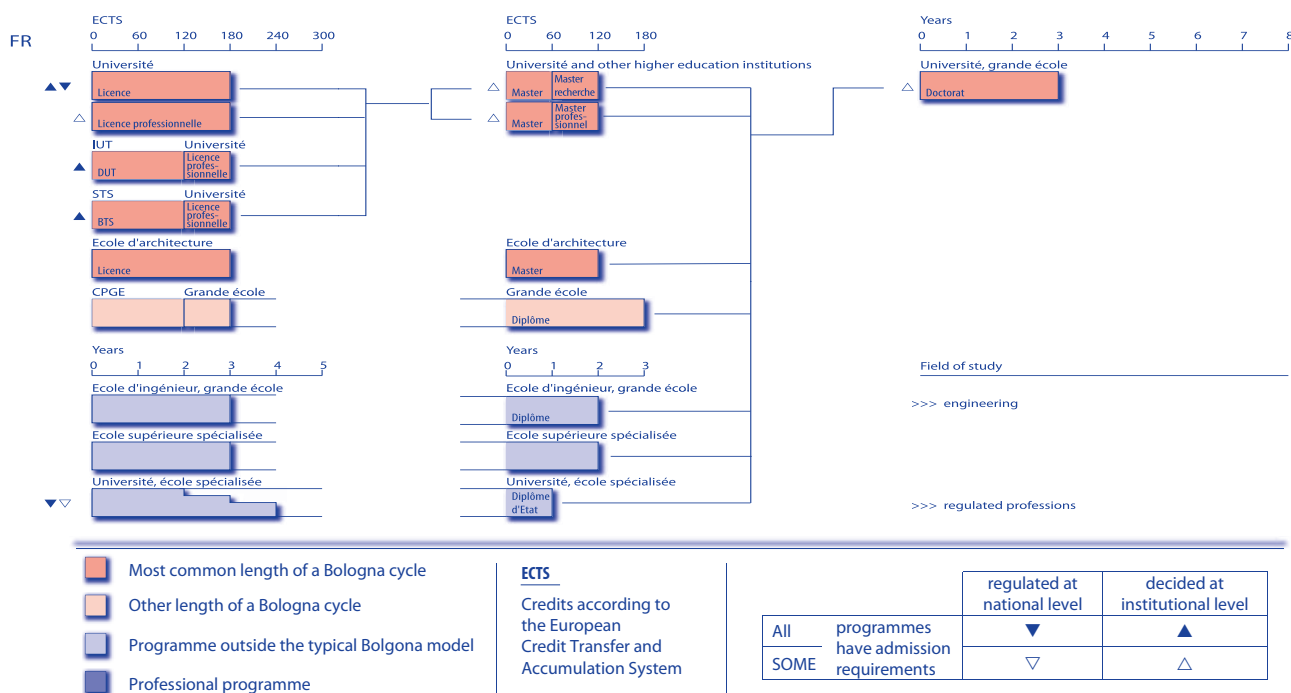 FR
ECTS
0 60 120 180 240 300
ECTS
0 60 120 180
Years
0 1 2 3 4 5 6 7 8
Université
Licence
Licence professionnelle
IUT Université
DUT
Licence
profes-
sionnelle
STS Université
BTS
Licence
profes-
sionnelle
Ecole d'architecture
Licence
CPGE Grande école
Université and other higher education institutions
Master
Master
recherche
Master
Master
profes-
sionnel
Ecole d'architecture
Master
Grande école
Diplôme
Université, grande école
Doctorat
Years
0 1 2 3 4 5
Ecole d'ingénieur, grande école
Ecole supérieure spécialisée
Université, école spécialisée
Years
0 1 2 3
Ecole d'ingénieur, grande école
Diplôme
Ecole supérieure spécialisée
Université, école spécialisée
Diplôme
d'Etat
Field of study
>>> engineering
>>> regulated professions
Most common length of a Bologna cycle
Other length of a Bologna cycle
Programme outside the typical Bolgona model
Professional programme
ECTS
Credits according to
the European
Credit Transfer and
Accumulation System
regulated at
national level
decided at
institutional level
All
SOME
programmes
have admission
requirements